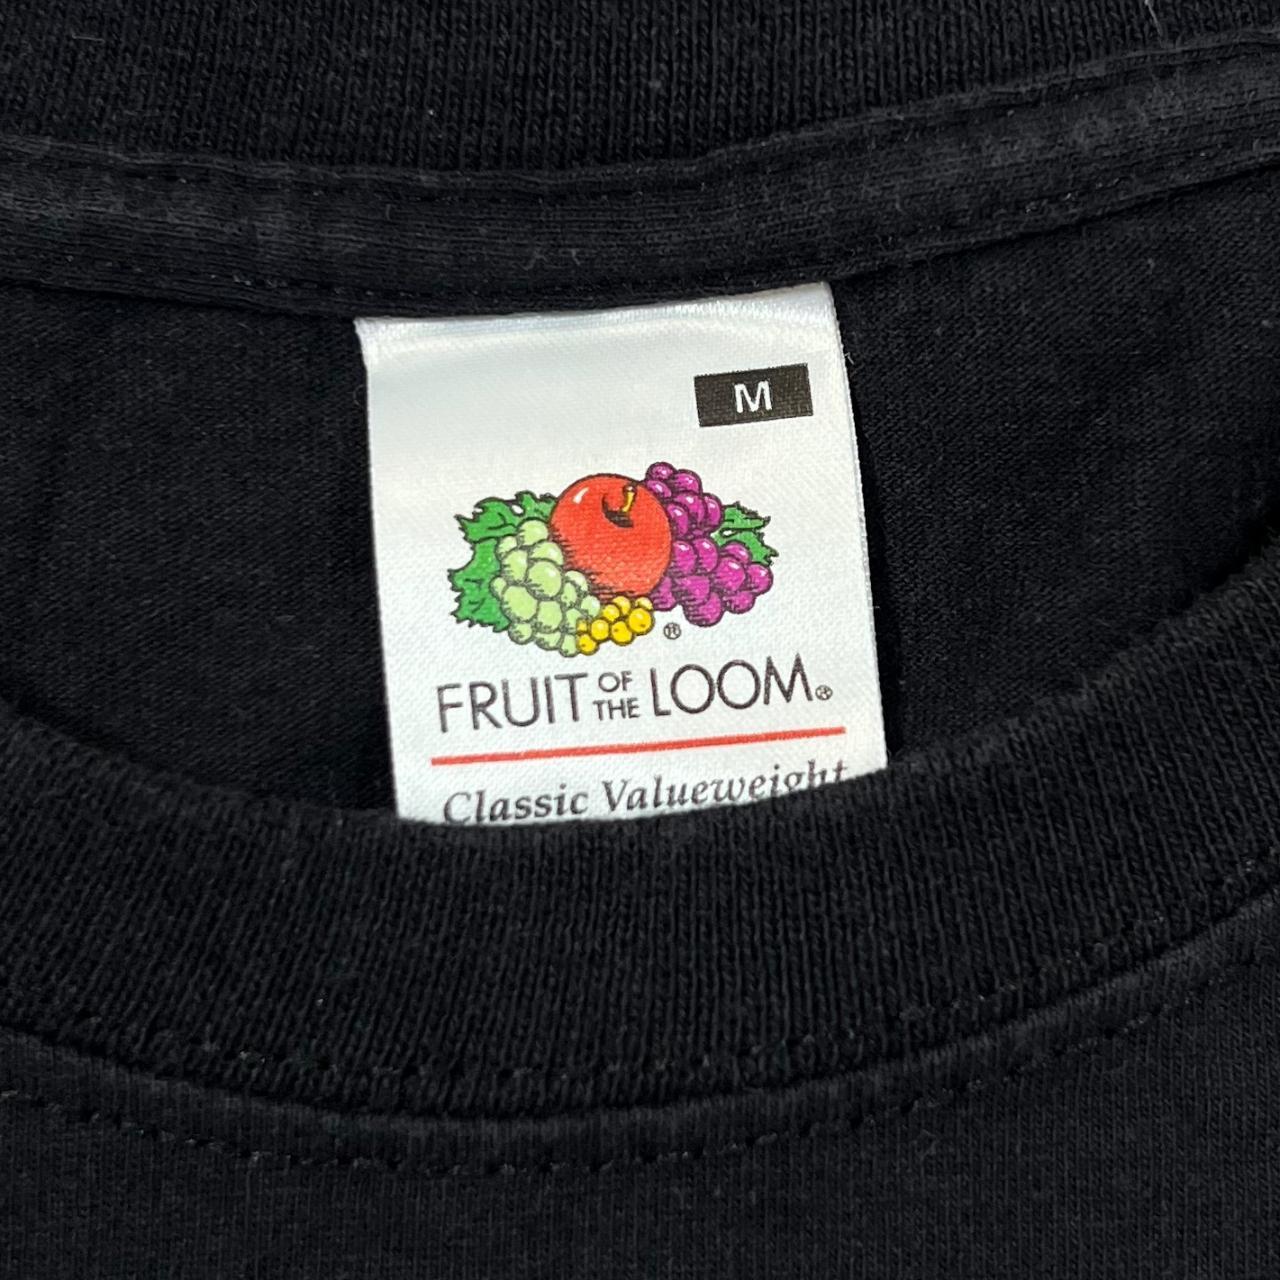 M
®
FRUIT OF THE LOOM®
Classic Valueweight